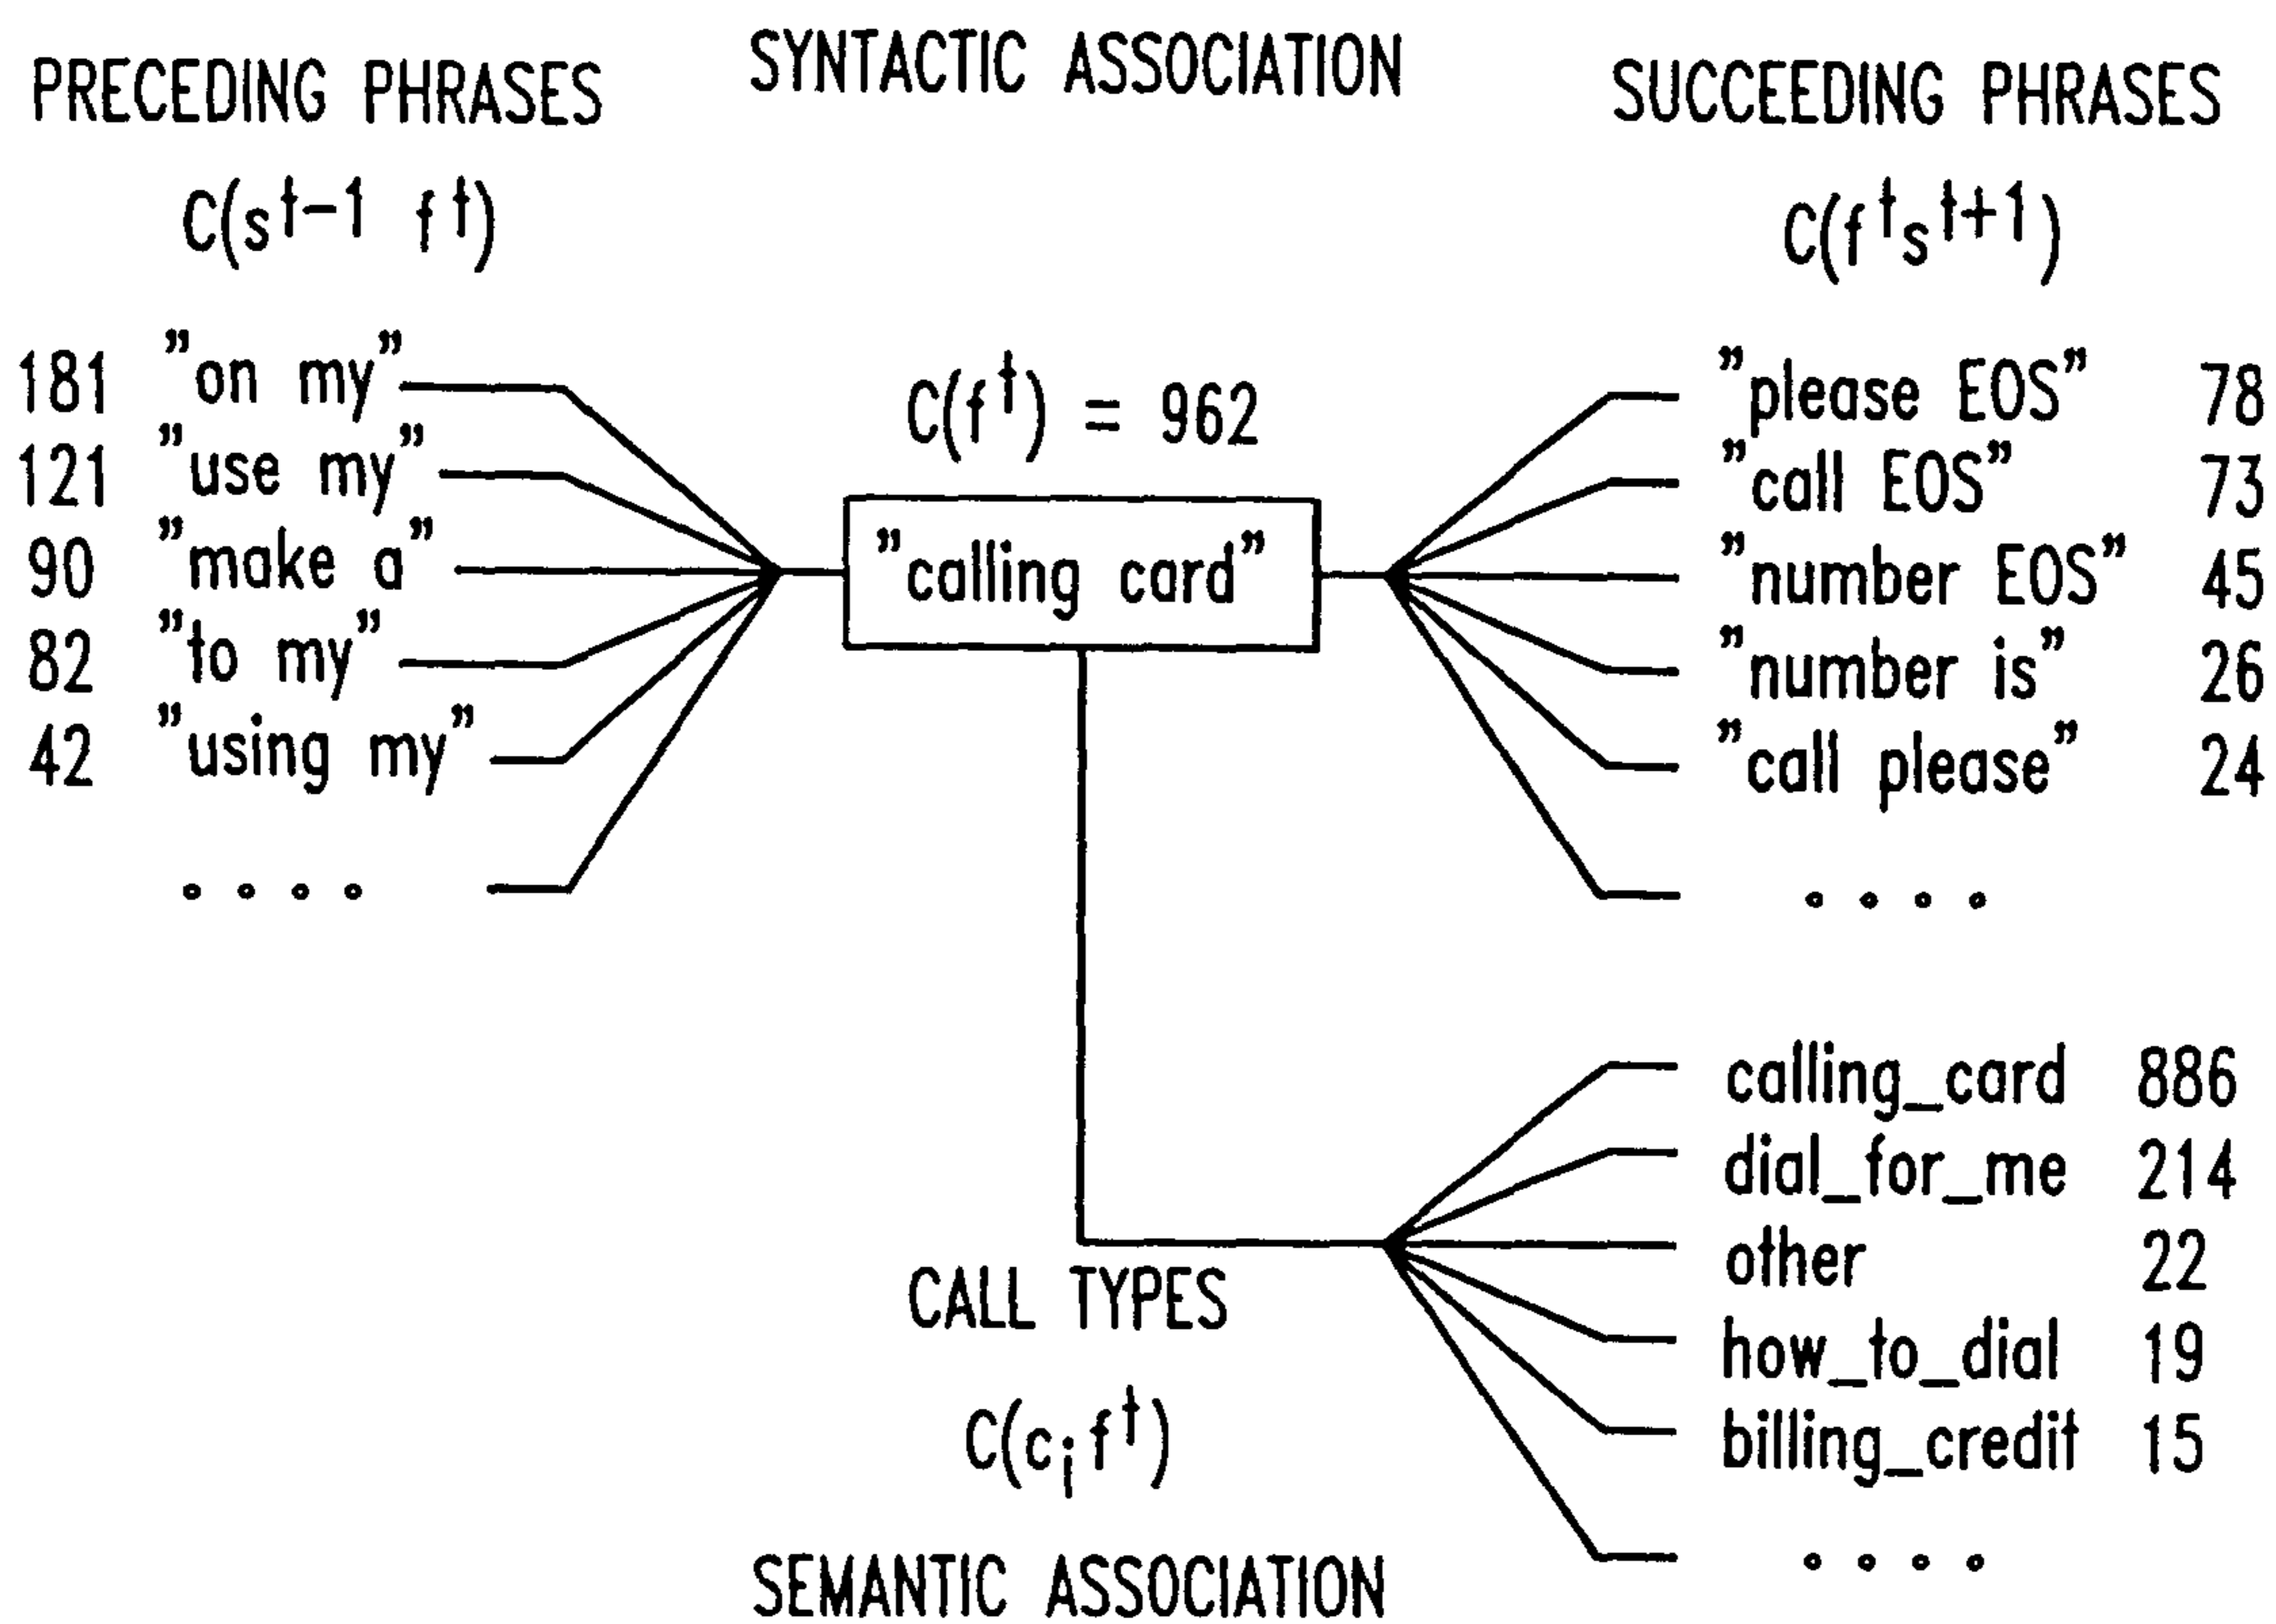 SYNTACTIC ASSOCIATION
PRECEDING PHRASES
SUCCEEDING PHRASES
C(s^{t-1} f^{t})
C(f^{t}s^{t+1})
181 "on my"
121 "use my"
90 "make a"
82 "to my"
42 "using my"
. . . .
C(f^{t}) = 962
"calling card"
"please EOS" 78
"call EOS" 73
"number EOS" 45
"number is" 26
"call please" 24
. . . .
calling_card 886
dial_for_me 214
other 22
how_to_dial 19
billing_credit 15
. . . .
CALL TYPES
C(c_{i}f^{t})
SEMANTIC ASSOCIATION